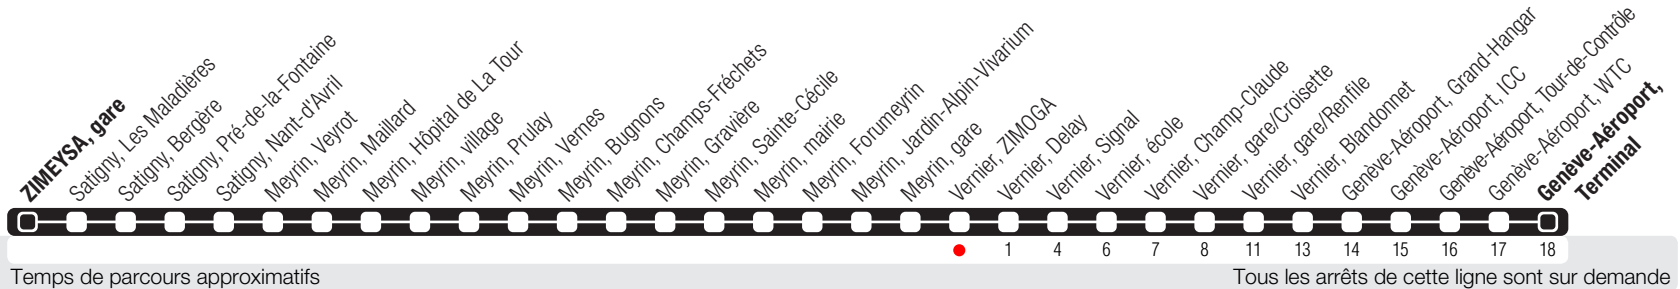 ZIMEYSA, gare
Satigny, Les Maladières
Satigny, Bergère
Satigny, Pré-de-la-Fontaine
Satigny, Nant-d'Avril
Meyrin, Veyrot
Meyrin, Maillard
Meyrin, Hôpital de La Tour
Meyrin, village
Meyrin, Prulay
Meyrin, Vernes
Meyrin, Bugnons
Meyrin, Champs-Fréchets
Meyrin, Gravière
Meyrin, Sainte-Cécile
Meyrin, mairie
Meyrin, Forumeyrin
Meyrin, Jardin-Alpin-Vivarium
Meyrin, gare
Vernier, ZIMOGA
Vernier, Delay
Vernier, Signal
Vernier, école
Vernier, Champ-Claude
Vernier, gare/Croisette
Vernier, gare/Renfile
Vernier, Blandonnet
Genève-Aéroport, Grand-Hangar
Genève-Aéroport, ICC
Genève-Aéroport, Tour-de-Contrôle
Genève-Aéroport, WTC
Genève-Aéroport,
Terminal
1 4 6 7 8 11 13 14 15 16 17 18
Temps de parcours approximatifs
Tous les arrêts de cette ligne sont sur demande